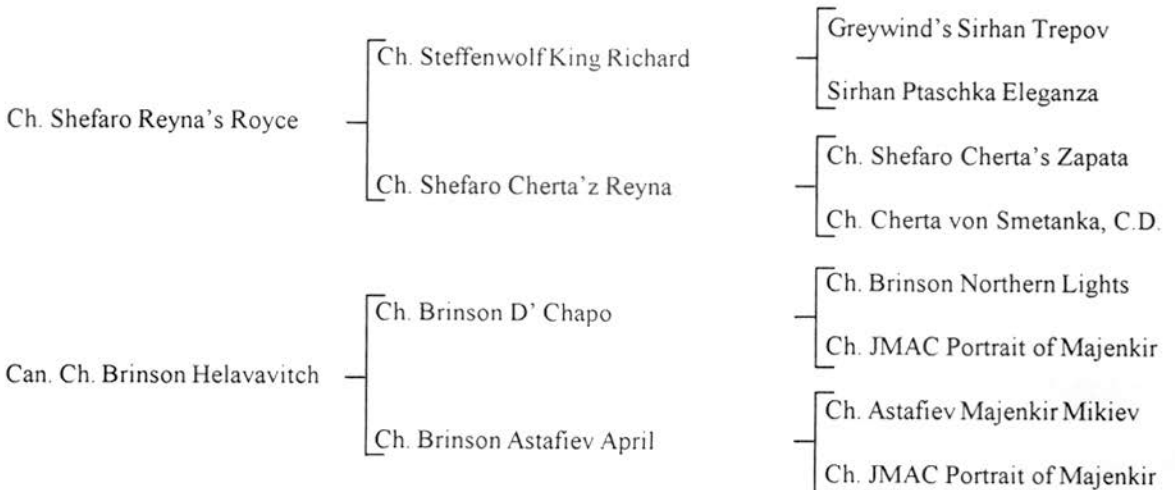 Greywind's Sirhan Trepov
Ch. Steffenwolf King Richard
Sirhan Ptaschka Eleganza
Ch. Shefaro Reyna's Royce
Ch. Shefaro Cherta's Zapata
Ch. Shefaro Cherta'z Reyna
Ch. Cherta von Smetanka, C.D.
Ch. Brinson Northern Lights
Ch. Brinson D' Chapo
Ch. JMAC Portrait of Majenkir
Can. Ch. Brinson Helavavitch
Ch. Astafiev Majenkir Mikiev
Ch. Brinson Astafiev April
Ch. JMAC Portrait of Majenkir